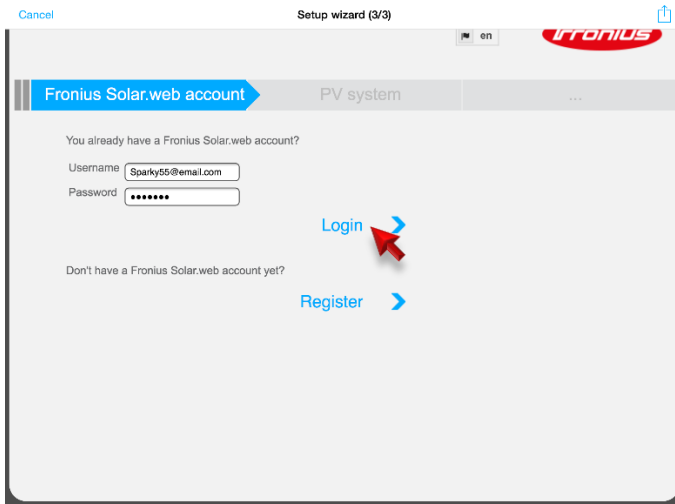 Cancel Setup wizard (3/3)
en Fronius
Fronius Solar.web account PV system ...
You already have a Fronius Solar.web account?
Username Sparky55@email.com
Password •••••••
Login
Don't have a Fronius Solar.web account yet?
Register